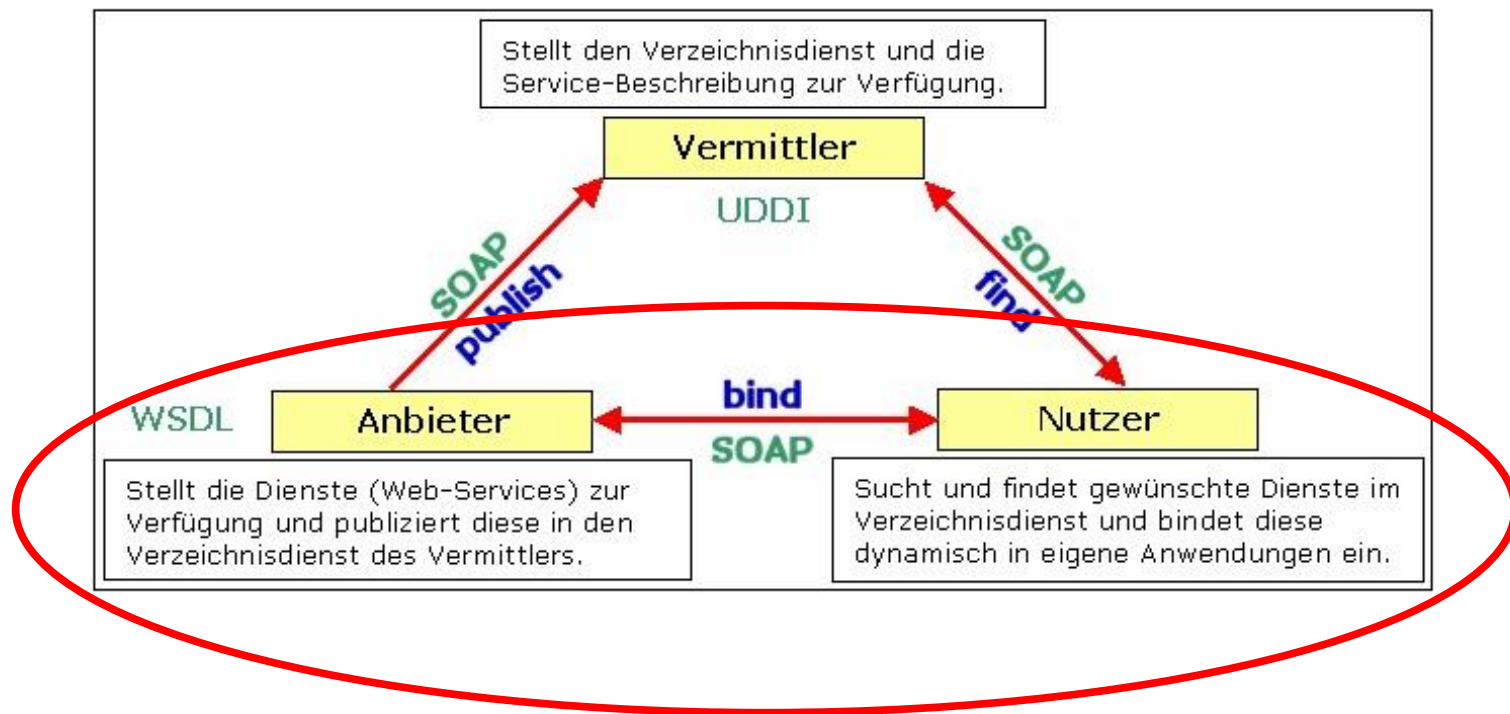 Stellt den Verzeichnisdienst und die
Service-Beschreibung zur Verfügung.
Vermittler
UDDI
SOAP
publish
SOAP
find
WSDL
Anbieter
bind
SOAP
Nutzer
Stellt die Dienste (Web-Services) zur
Verfügung und publiziert diese in den
Verzeichnisdienst des Vermittlers.
Sucht und findet gewünschte Dienste im
Verzeichnisdienst und bindet diese
dynamisch in eigene Anwendungen ein.